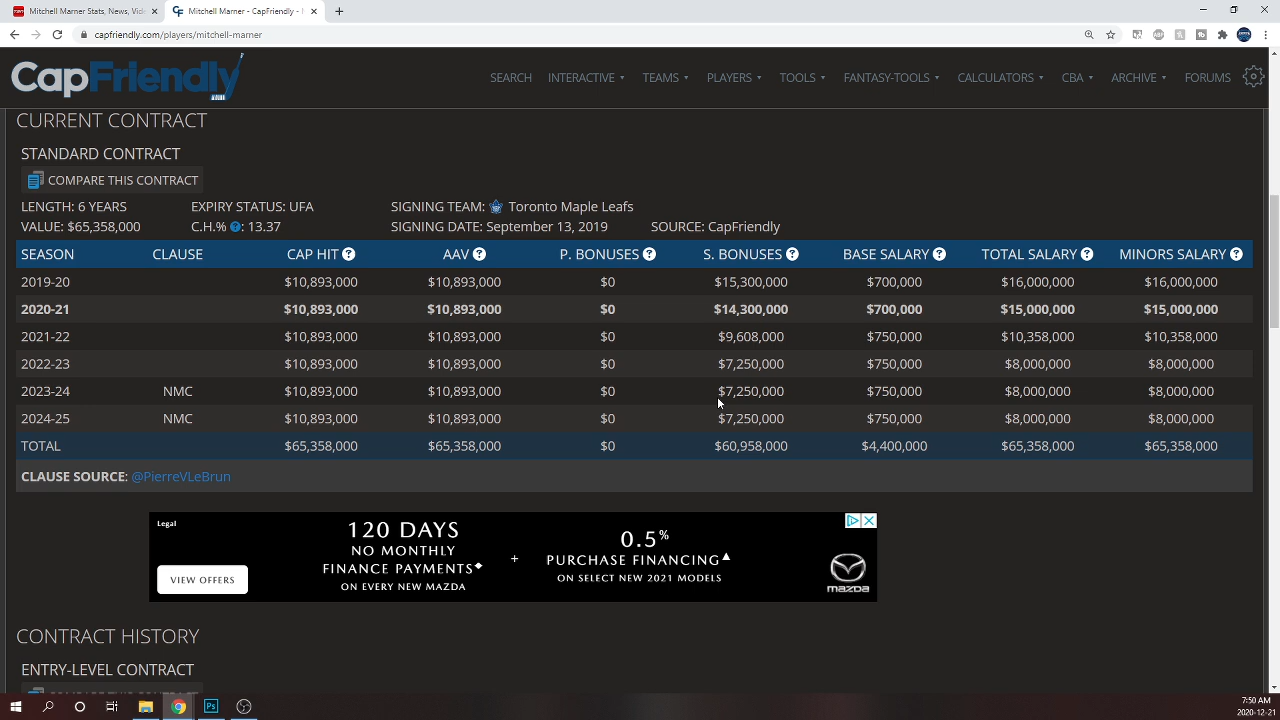 Mitchell Marner Stats, News, Vide
Mitchell Marner - CapFriendly -
capfriendly.com/players/mitchell-marner
CapFriendly
SEARCH INTERACTIVE TEAMS PLAYERS TOOLS FANTASY-TOOLS CALCULATORS CBA ARCHIVE FORUMS
CURRENT CONTRACT
STANDARD CONTRACT
COMPARE THIS CONTRACT
LENGTH: 6 YEARS EXPIRY STATUS: UFA SIGNING TEAM: Toronto Maple Leafs
VALUE: $65,358,000 C.H.% ?: 13.37 SIGNING DATE: September 13, 2019 SOURCE: CapFriendly
SEASON CLAUSE CAP HIT ? AAV ? P. BONUSES ? S. BONUSES ? BASE SALARY ? TOTAL SALARY ? MINORS SALARY ?
2019-20 $10,893,000 $10,893,000 $0 $15,300,000 $700,000 $16,000,000 $16,000,000
2020-21 $10,893,000 $10,893,000 $0 $14,300,000 $700,000 $15,000,000 $15,000,000
2021-22 $10,893,000 $10,893,000 $0 $9,608,000 $750,000 $10,358,000 $10,358,000
2022-23 $10,893,000 $10,893,000 $0 $7,250,000 $750,000 $8,000,000 $8,000,000
2023-24 NMC $10,893,000 $10,893,000 $0 $7,250,000 $750,000 $8,000,000 $8,000,000
2024-25 NMC $10,893,000 $10,893,000 $0 $7,250,000 $750,000 $8,000,000 $8,000,000
TOTAL $65,358,000 $65,358,000 $0 $60,958,000 $4,400,000 $65,358,000 $65,358,000
CLAUSE SOURCE: @PierreVLeBrun
Legal
120 DAYS
NO MONTHLY
FINANCE PAYMENTS
ON EVERY NEW MAZDA
+
0.5%
PURCHASE FINANCING
ON SELECT NEW 2021 MODELS
VIEW OFFERS
mazda
CONTRACT HISTORY
ENTRY-LEVEL CONTRACT
COMPARE THIS CONTRACT
7:50 AM
2020-12-21